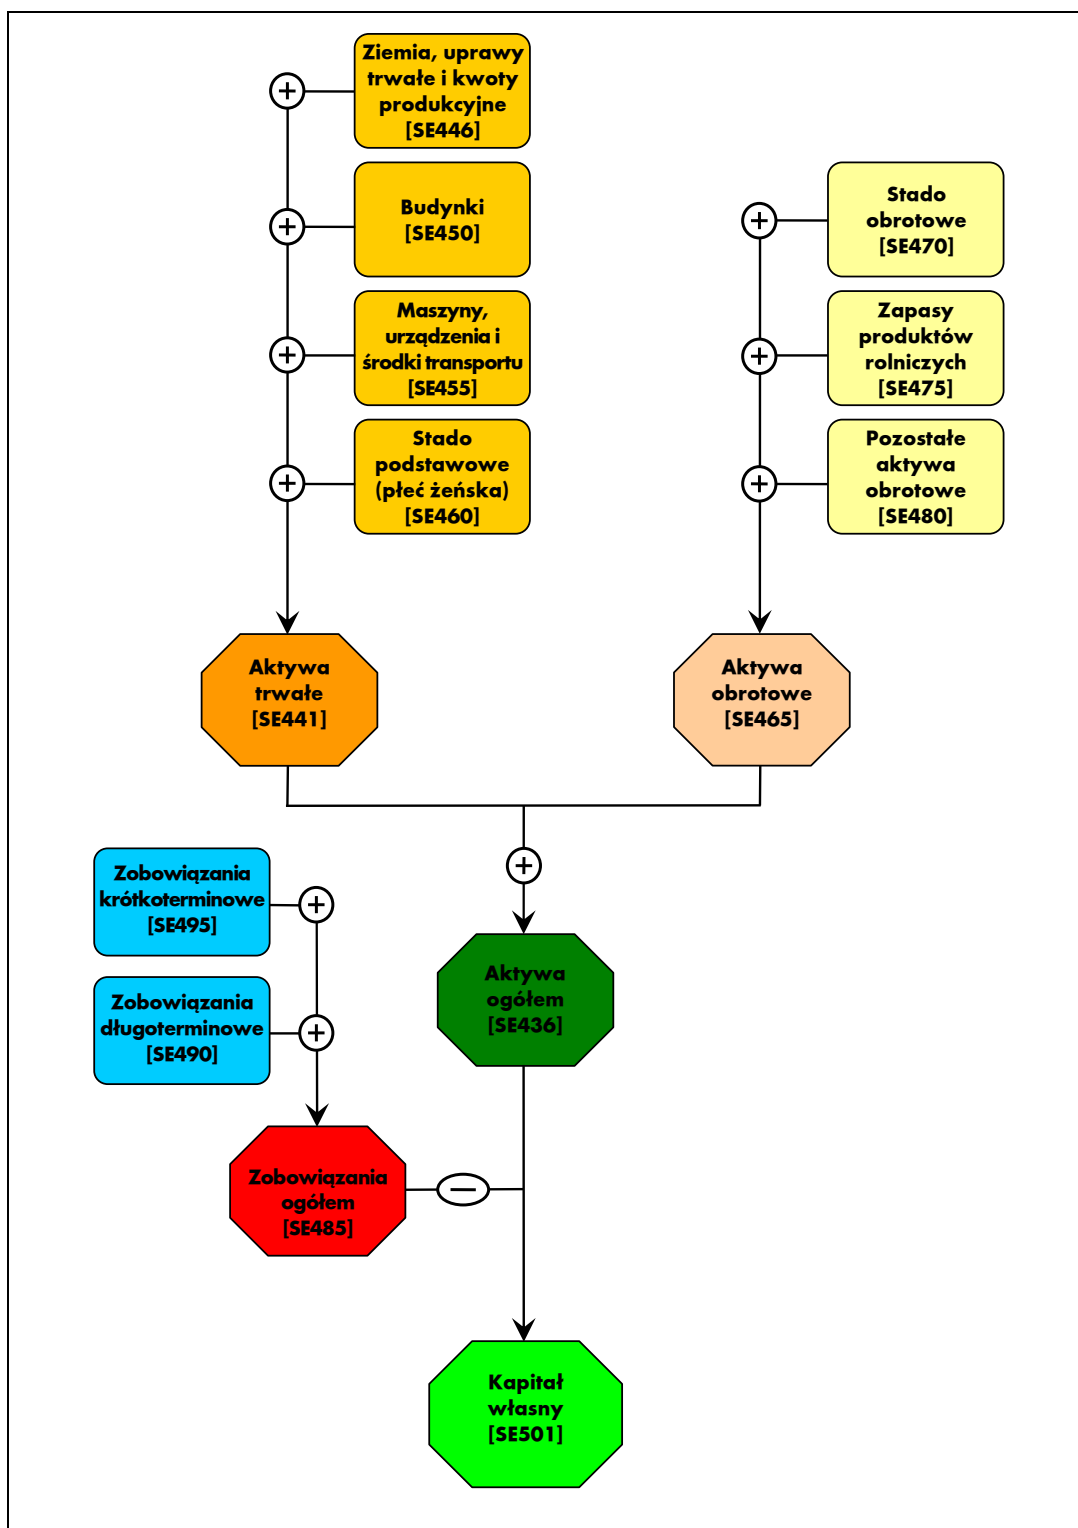 Ziemia, uprawy
trwałe i kwoty
produkcyjne
[SE446]
Budynki
[SE450]
Maszyny,
urządzenia i
środki transportu
[SE455]
Stado
podstawowe
(płeć żeńska)
[SE460]
Stado
obrotowe
[SE470]
Zapasy
produktów
rolniczych
[SE475]
Pozostałe
aktywa
obrotowe
[SE480]
Aktywa
trwałe
[SE441]
Aktywa
obrotowe
[SE465]
Zobowiązania
krótkoterminowe
[SE495]
Zobowiązania
długoterminowe
[SE490]
Aktywa
ogółem
[SE436]
Zobowiązania
ogółem
[SE485]
Kapitał
własny
[SE501]